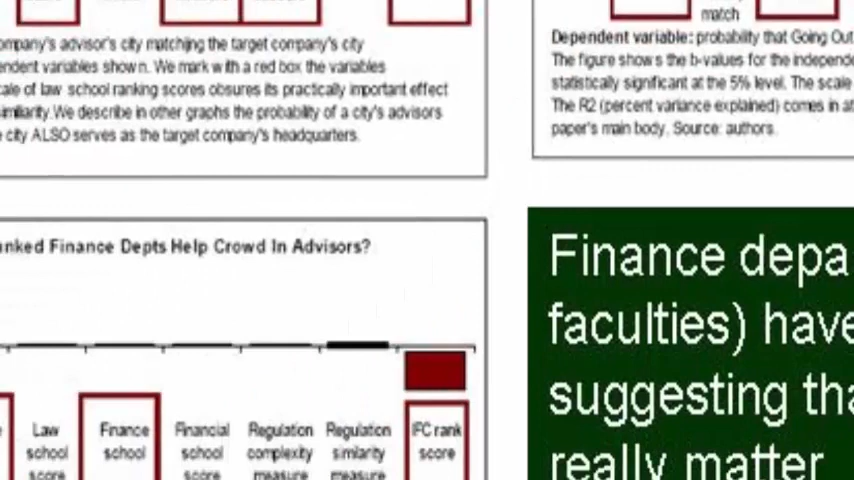 ompany's advisor's city matching the target company's city
endent variables shown. We mark with a red box the variables
cale of law school ranking scores obsures its practically important effect
similarity.We describe in other graphs the probability of a city's advisors
e city ALSO serves as the target company's headquarters.
match
Dependent variable: probability that Going Out
The figure shows the b-values for the independe
statistically significant at the 5% level. The scale
The R2 (percent variance explained) comes in at
paper's main body. Source: authors.
anked Finance Depts Help Crowd In Advisors?
Law school score
Finance school
Financial school score
Regulation complexity measure
Regulation simlarity measure
IFC rank score
Finance depa
faculties) have
suggesting tha
really matter